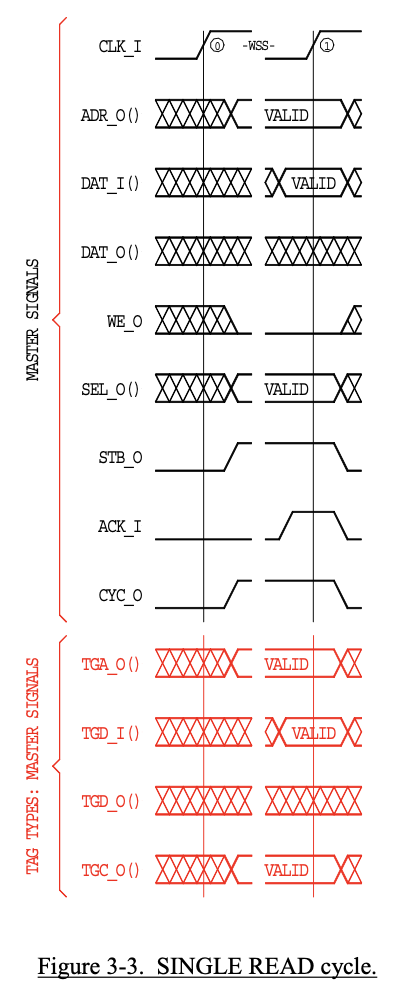 CLK_I
0 -WSS- 1
ADR_O()
VALID
DAT_I()
VALID
DAT_O()
WE_O
SEL_O()
VALID
STB_O
ACK_I
CYC_O
MASTER SIGNALS
TGA_O()
VALID
TGD_I()
VALID
TGD_O()
TGC_O()
VALID
TAG TYPES: MASTER SIGNALS
Figure 3-3. SINGLE READ cycle.